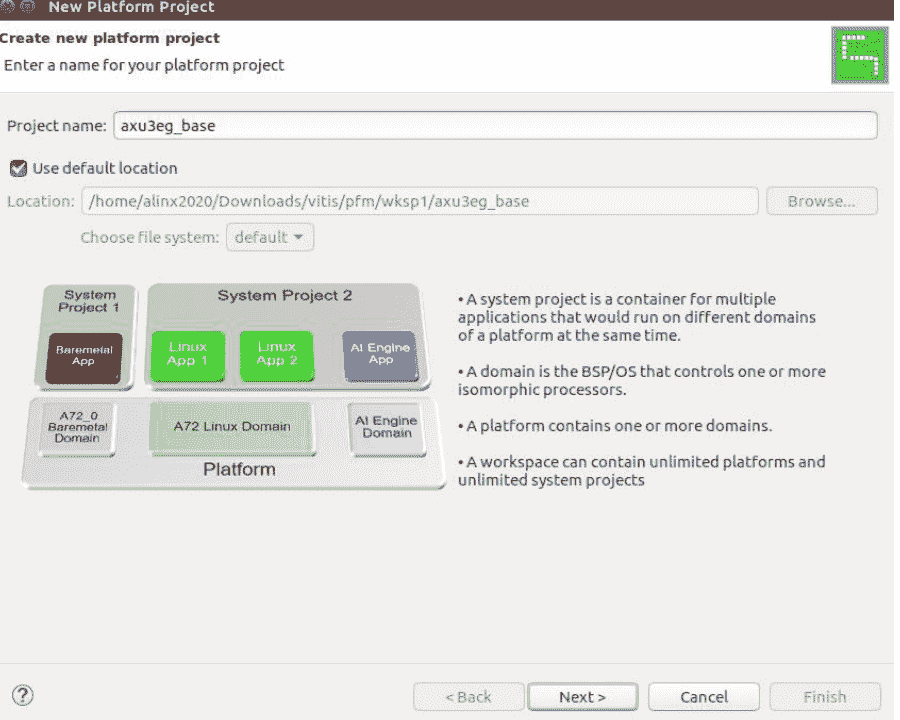 New Platform Project
Create new platform project
Enter a name for your platform project
Project name: axu3eg_base
Use default location
Location: /home/alinx2020/Downloads/vitis/pfm/wksp1/axu3eg_base Browse...
Choose file system: default
System
Project 1
System Project 2
Baremetal
App
Linux
App 1
Linux
App 2
AI Engine
App
A72_0
Baremetal
Domain
A72 Linux Domain
AI Engine
Domain
Platform
• A system project is a container for multiple
applications that would run on different domains
of a platform at the same time.
• A domain is the BSP/OS that controls one or more
isomorphic processors.
• A platform contains one or more domains.
• A workspace can contain unlimited platforms and
unlimited system projects
?
< Back Next > Cancel Finish